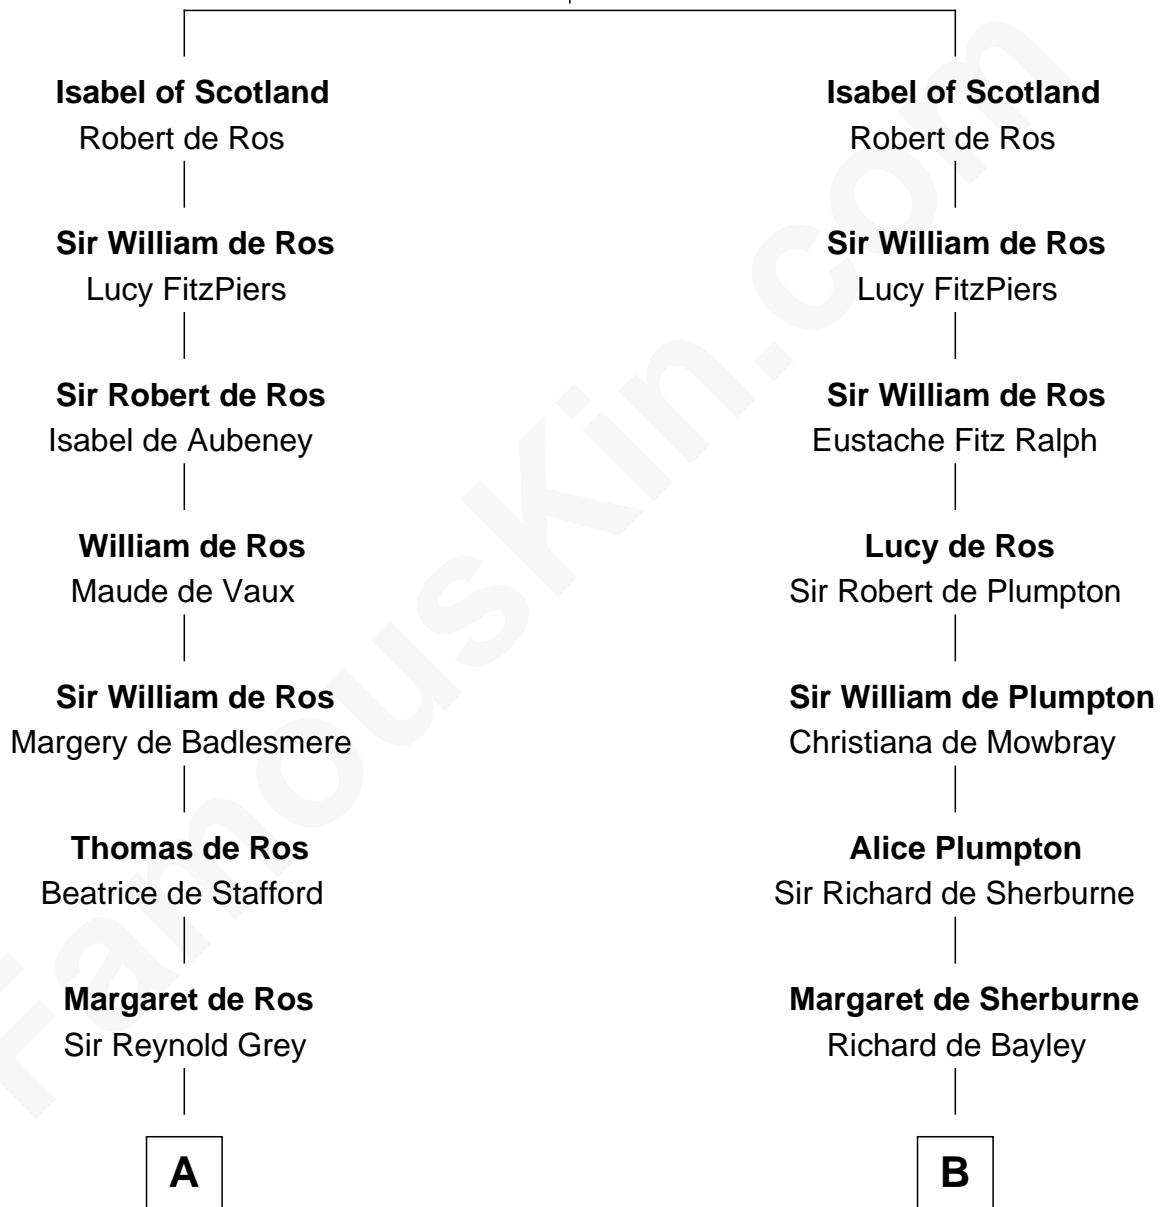 Isabel of Scotland
Robert de Ros
Sir William de Ros
Lucy FitzPiers
Sir Robert de Ros
Isabel de Aubeney
William de Ros
Maude de Vaux
Sir William de Ros
Margery de Badlesmere
Thomas de Ros
Beatrice de Stafford
Margaret de Ros
Sir Reynold Grey
A
Isabel of Scotland
Robert de Ros
Sir William de Ros
Lucy FitzPiers
Sir William de Ros
Eustache Fitz Ralph
Lucy de Ros
Sir Robert de Plumpton
Sir William de Plumpton
Christiana de Mowbray
Alice Plumpton
Sir Richard de Sherburne
Margaret de Sherburne
Richard de Bayley
B
FamousKin.com